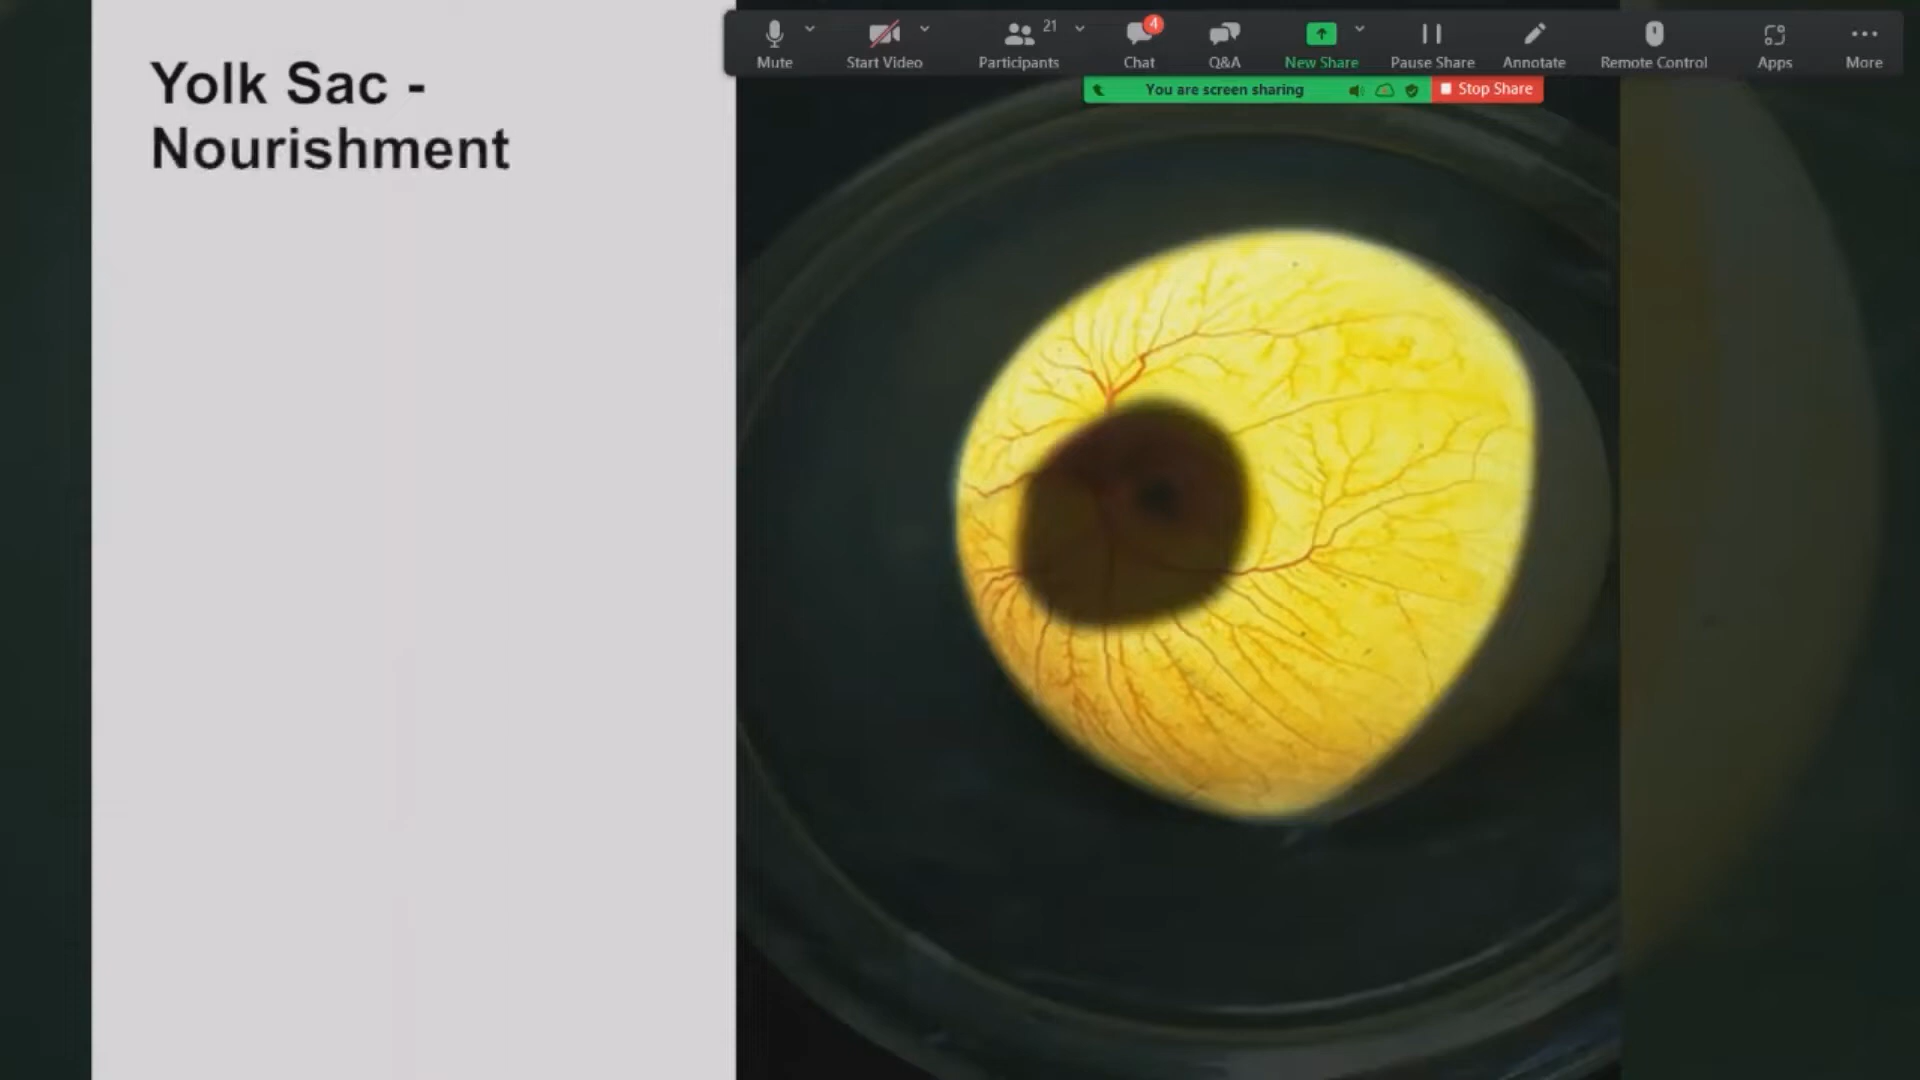 Yolk Sac -
Nourishment
Mute
Start Video
Participants
21
Chat
4
Q&A
New Share
Pause Share
Annotate
Remote Control
Apps
More
You are screen sharing
Stop Share